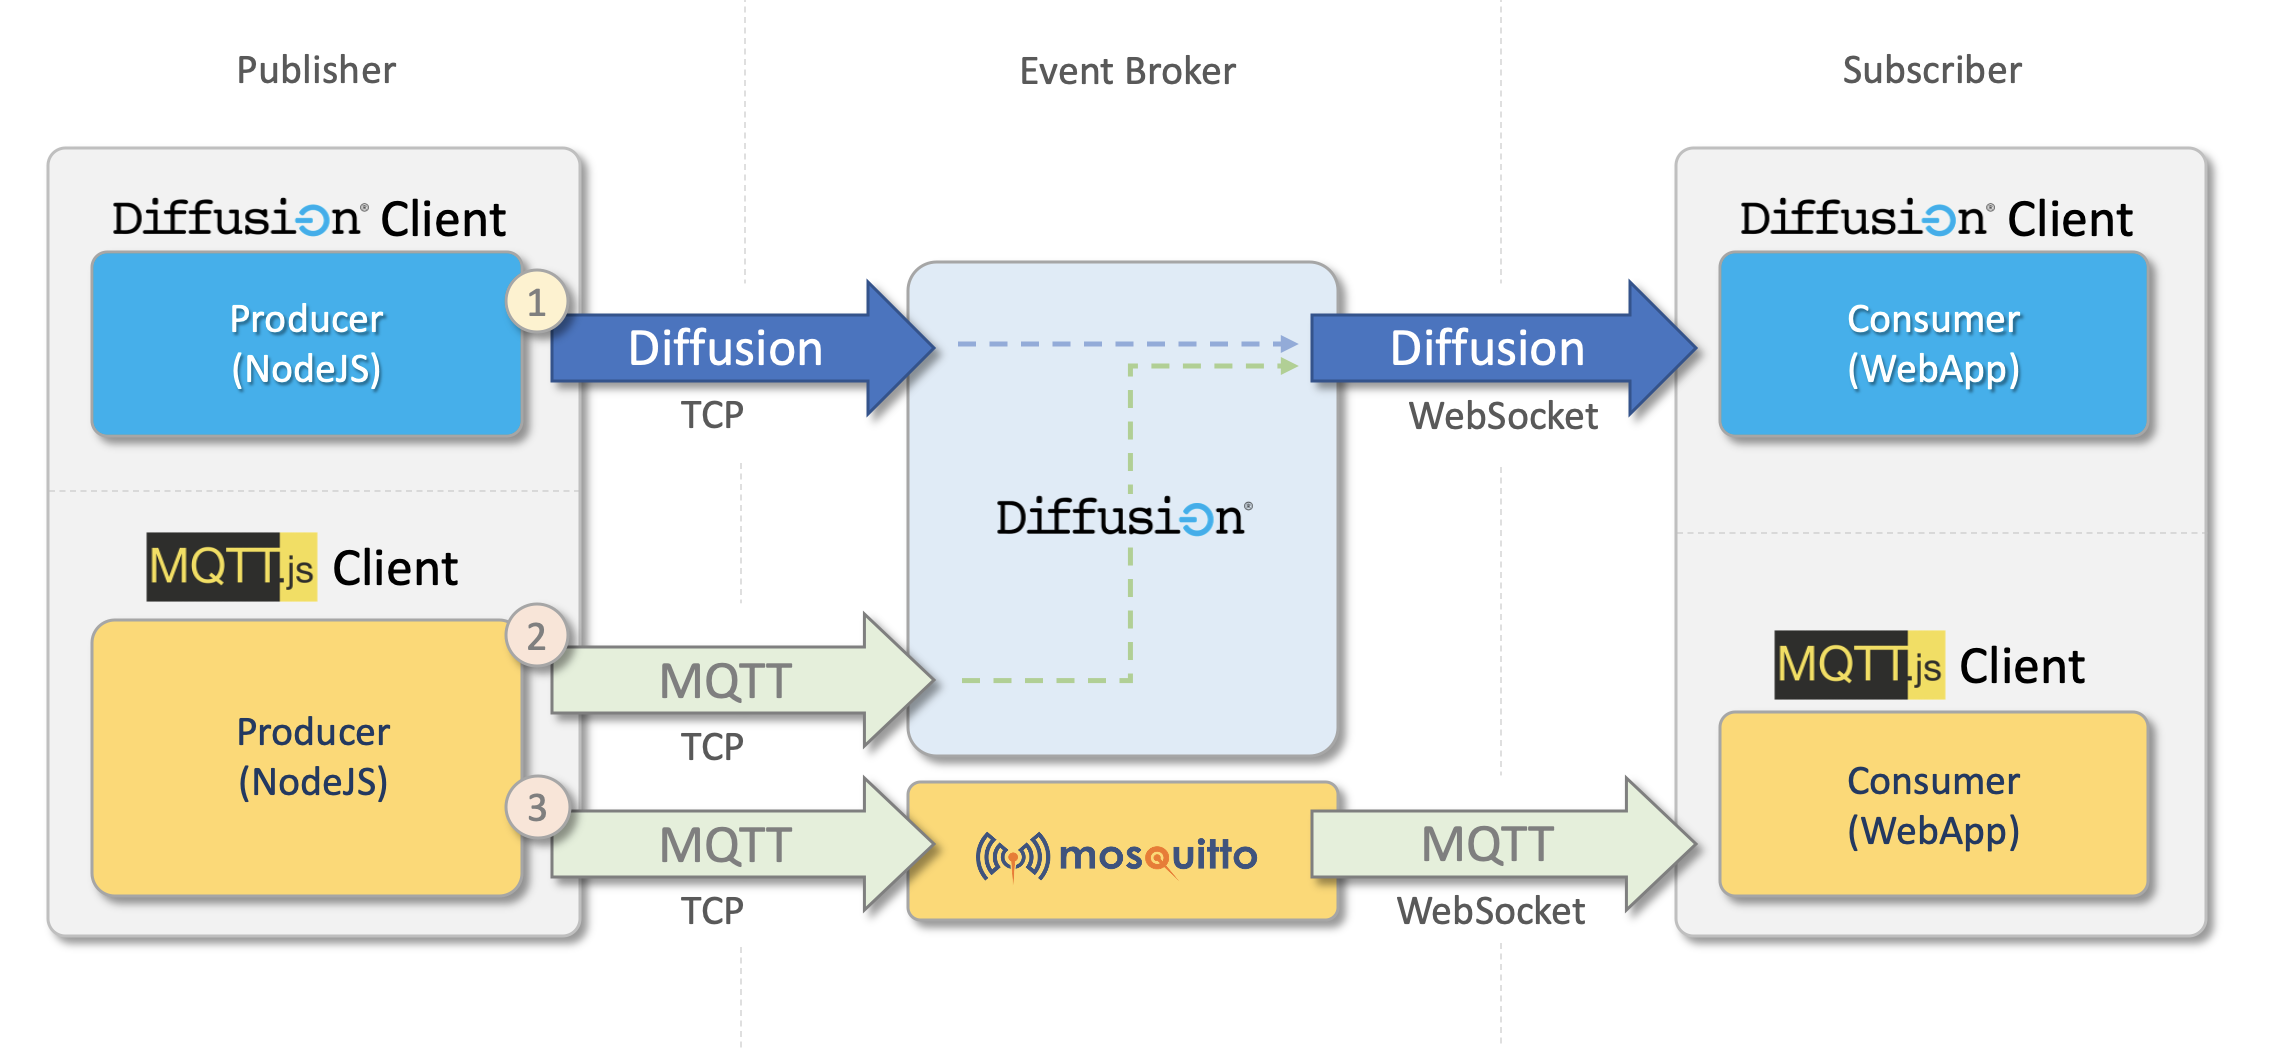 Publisher
Event Broker
Subscriber
Diffusion® Client
Producer
(NodeJS)
1
Diffusion
TCP
MQTT.js Client
2
MQTT
TCP
Producer
(NodeJS)
3
MQTT
TCP
Diffusion®
mosquitto
Diffusion
WebSocket
MQTT
WebSocket
Diffusion® Client
Consumer
(WebApp)
MQTT.js Client
Consumer
(WebApp)